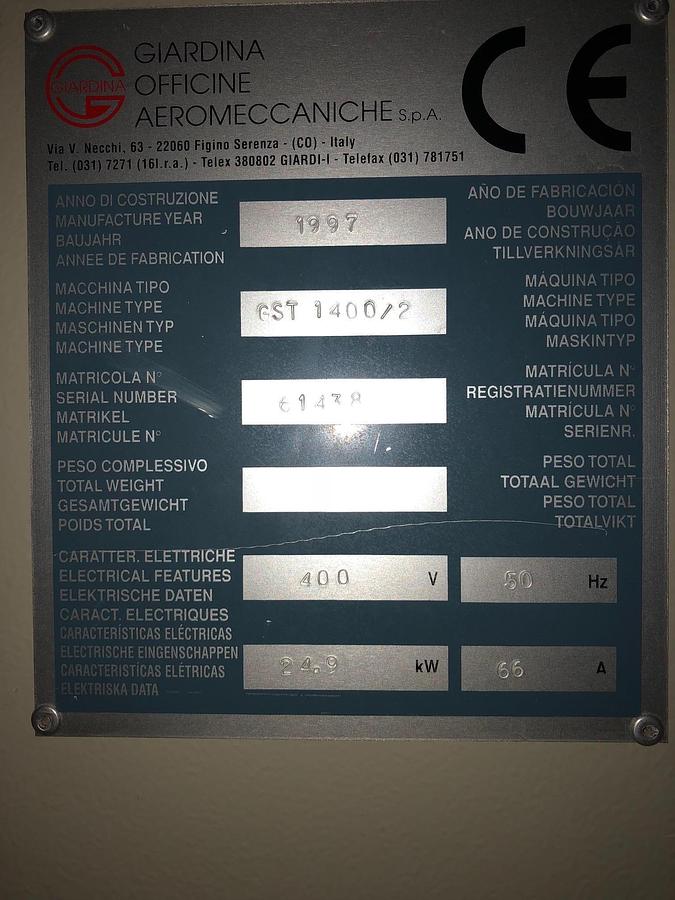 GIARDINA
GIARDINA
OFFICINE
AEROMECCANICHE S.p.A.
CE
Via V. Necchi, 63 - 22060 Figino Serenza - (CO) - Italy
Tel. (031) 7271 (16l.r.a.) - Telex 380802 GIARDI-I - Telefax (031) 781751
ANNO DI COSTRUZIONE
MANUFACTURE YEAR
BAUJAHR
ANNEE DE FABRICATION
1997
AÑO DE FABRICACIÓN
BOUWJAAR
ANO DE CONSTRUÇÃO
TILLVERKNINGSÅR
MACCHINA TIPO
MACHINE TYPE
MASCHINEN TYP
MACHINE TYPE
GST 1400/2
MÁQUINA TIPO
MACHINE TYPE
MÁQUINA TIPO
MASKINTYP
MATRICOLA N°
SERIAL NUMBER
MATRIKEL
MATRICULE N°
61438
MATRÍCULA N°
REGISTRATIENUMMER
MATRÍCULA N°
SERIENR.
PESO COMPLESSIVO
TOTAL WEIGHT
GESAMTGEWICHT
POIDS TOTAL
PESO TOTAL
TOTAAL GEWICHT
PESO TOTAL
TOTALVIKT
CARATTER. ELETTRICHE
ELECTRICAL FEATURES
ELEKTRISCHE DATEN
CARACT. ELECTRIQUES
CARACTERÍSTICAS ELÉCTRICAS
ELECTRISCHE EINGENSCHAPPEN
CARACTERISTÍCAS ELÉTRICAS
ELEKTRISKA DATA
400 V
50 Hz
24.9 kW
66 A